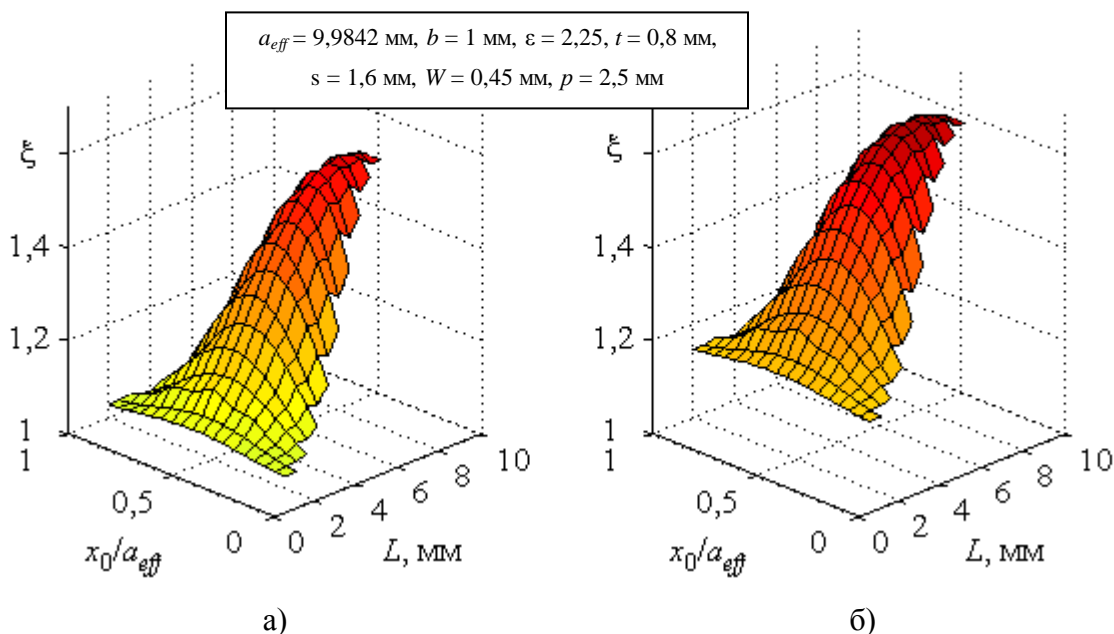 a_eff = 9,9842 мм, b = 1 мм, ε = 2,25, t = 0,8 мм,
s = 1,6 мм, W = 0,45 мм, p = 2,5 мм
ξ
1,4
1,2
1
1
0,5
0
x₀/a_eff
0
2
4
6
8
10
L, мм
а)
ξ
1,4
1,2
1
1
0,5
0
x₀/a_eff
0
2
4
6
8
10
L, мм
б)